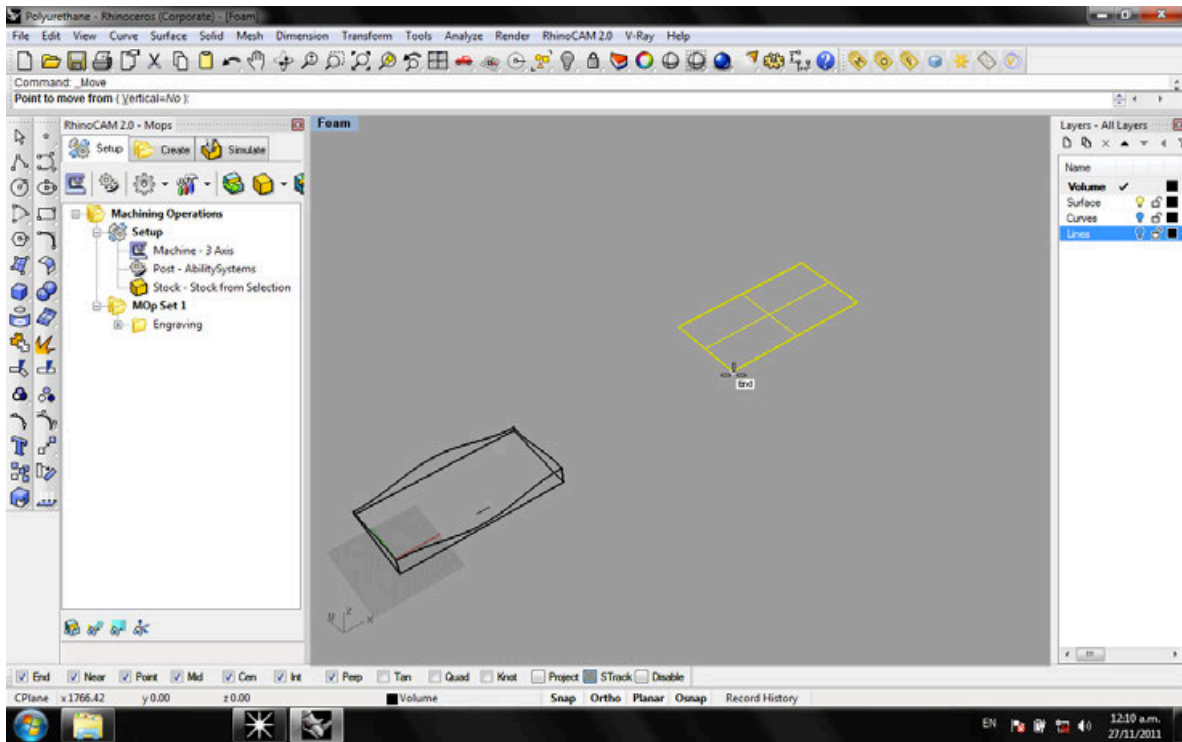 Polyurethane - Rhinoceros (Corporate) - [Foam]
File Edit View Curve Surface Solid Mesh Dimension Transform Tools Analyze Render RhinoCAM 2.0 V-Ray Help
Command: _Move
Point to move from ( Vertical=No ):
RhinoCAM 2.0 - Mops
Setup Create Simulate
Machining Operations
Setup
Machine - 3 Axis
Post - AbilitySystems
Stock - Stock from Selection
MOp Set 1
Engraving
Foam
End
y z x
Layers - All Layers
Name
Volume
Surface
Curves
Lines
End Near Point Mid Cen Int Perp Tan Quad Knot Project STrack Disable
CPlane x 1766.42 y 0.00 z 0.00 Volume Snap Ortho Planar Osnap Record History
EN 12:10 a.m.
27/11/2011